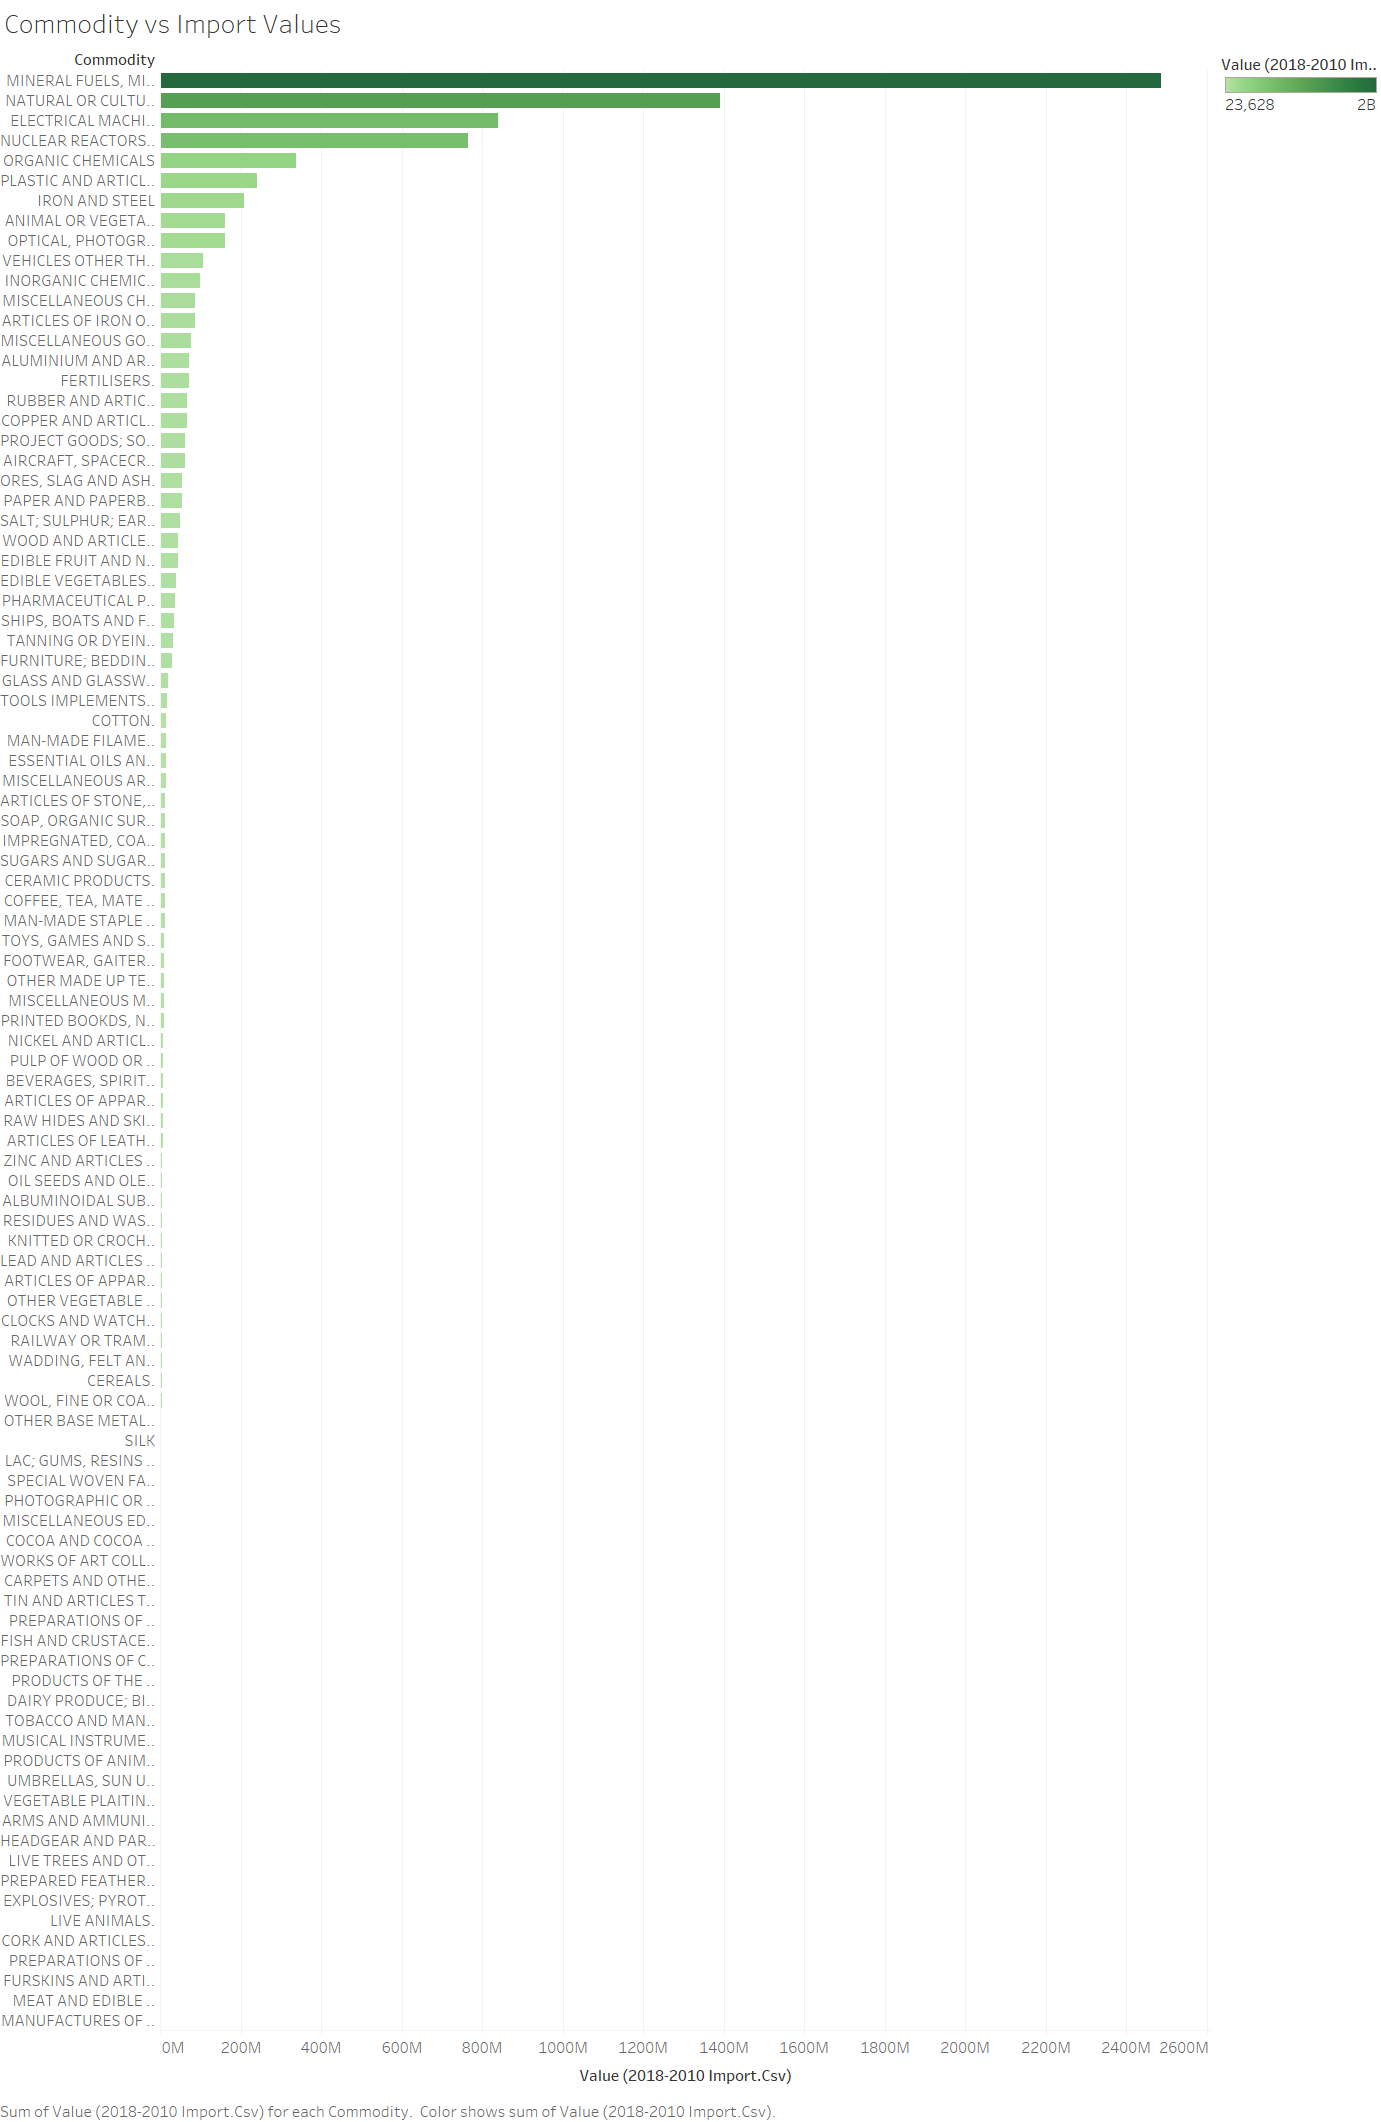 Commodity vs Import Values
Commodity
MINERAL FUELS, MI..
NATURAL OR CULTU..
ELECTRICAL MACHI..
NUCLEAR REACTORS..
ORGANIC CHEMICALS
PLASTIC AND ARTICL..
IRON AND STEEL
ANIMAL OR VEGETA..
OPTICAL, PHOTOGR..
VEHICLES OTHER TH..
INORGANIC CHEMIC..
MISCELLANEOUS CH..
ARTICLES OF IRON O..
MISCELLANEOUS GO..
ALUMINIUM AND AR..
FERTILISERS.
RUBBER AND ARTIC..
COPPER AND ARTICL..
PROJECT GOODS; SO..
AIRCRAFT, SPACECR..
ORES, SLAG AND ASH.
PAPER AND PAPERB..
SALT; SULPHUR; EAR..
WOOD AND ARTICLE..
EDIBLE FRUIT AND N..
EDIBLE VEGETABLES..
PHARMACEUTICAL P..
SHIPS, BOATS AND F..
TANNING OR DYEIN..
FURNITURE; BEDDIN..
GLASS AND GLASSW..
TOOLS IMPLEMENTS..
COTTON.
MAN-MADE FILAME..
ESSENTIAL OILS AN..
MISCELLANEOUS AR..
ARTICLES OF STONE,..
SOAP, ORGANIC SUR..
IMPREGNATED, COA..
SUGARS AND SUGAR..
CERAMIC PRODUCTS.
COFFEE, TEA, MATE ..
MAN-MADE STAPLE ..
TOYS, GAMES AND S..
FOOTWEAR, GAITER..
OTHER MADE UP TE..
MISCELLANEOUS M..
PRINTED BOOKDS, N..
NICKEL AND ARTICL..
PULP OF WOOD OR ..
BEVERAGES, SPIRIT..
ARTICLES OF APPAR..
RAW HIDES AND SKI..
ARTICLES OF LEATH..
ZINC AND ARTICLES ..
OIL SEEDS AND OLE..
ALBUMINOIDAL SUB..
RESIDUES AND WAS..
KNITTED OR CROCH..
LEAD AND ARTICLES ..
ARTICLES OF APPAR..
OTHER VEGETABLE ..
CLOCKS AND WATCH..
RAILWAY OR TRAM..
WADDING, FELT AN..
CEREALS.
WOOL, FINE OR COA..
OTHER BASE METAL..
SILK
LAC; GUMS, RESINS ..
SPECIAL WOVEN FA..
PHOTOGRAPHIC OR ..
MISCELLANEOUS ED..
COCOA AND COCOA ..
WORKS OF ART COLL..
CARPETS AND OTHE..
TIN AND ARTICLES T..
PREPARATIONS OF ..
FISH AND CRUSTACE..
PREPARATIONS OF C..
PRODUCTS OF THE ..
DAIRY PRODUCE; BI..
TOBACCO AND MAN..
MUSICAL INSTRUME..
PRODUCTS OF ANIM..
UMBRELLAS, SUN U..
VEGETABLE PLAITIN..
ARMS AND AMMUNI..
HEADGEAR AND PAR..
LIVE TREES AND OT..
PREPARED FEATHER..
EXPLOSIVES; PYROT..
LIVE ANIMALS.
CORK AND ARTICLES..
PREPARATIONS OF ..
FURSKINS AND ARTI..
MEAT AND EDIBLE ..
MANUFACTURES OF ..
0M 200M 400M 600M 800M 1000M 1200M 1400M 1600M 1800M 2000M 2200M 2400M 2600M
Value (2018-2010 Import.Csv)
Value (2018-2010 Im..
23,628 2B
Sum of Value (2018-2010 Import.Csv) for each Commodity.  Color shows sum of Value (2018-2010 Import.Csv).